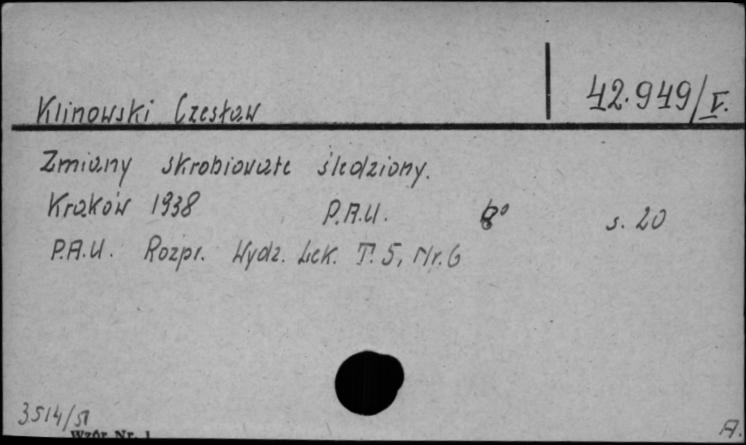 Klinowski Czesław 42.949/V.
Zmiany skrobiowate śledziony.
Kraków 1938 P.A.U. 8° s. 20
P.A.U. Rozpr. Wydz. Lek. T. 5, Nr. 6
3514/51
Wzór Nr. 1
A.